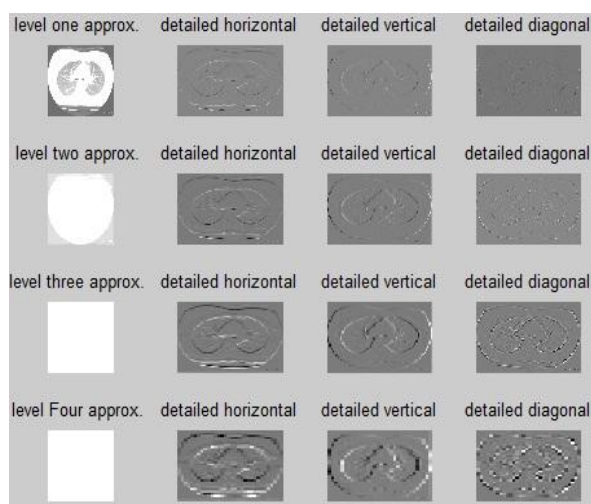 level one approx. detailed horizontal detailed vertical detailed diagonal
level two approx. detailed horizontal detailed vertical detailed diagonal
level three approx. detailed horizontal detailed vertical detailed diagonal
level Four approx. detailed horizontal detailed vertical detailed diagonal